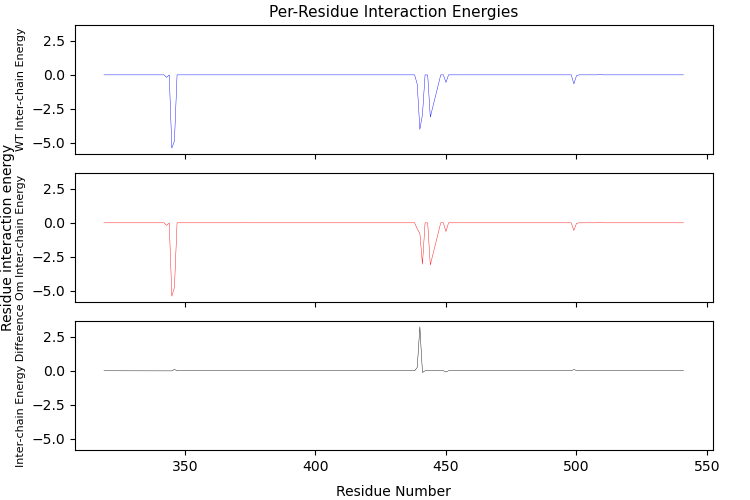 Per-Residue Interaction Energies
WT Inter-chain Energy
2.5
0.0
−2.5
−5.0
Residue interaction energy
Om Inter-chain Energy
2.5
0.0
−2.5
−5.0
Inter-chain Energy Difference
2.5
0.0
−2.5
−5.0
350 400 450 500 550
Residue Number